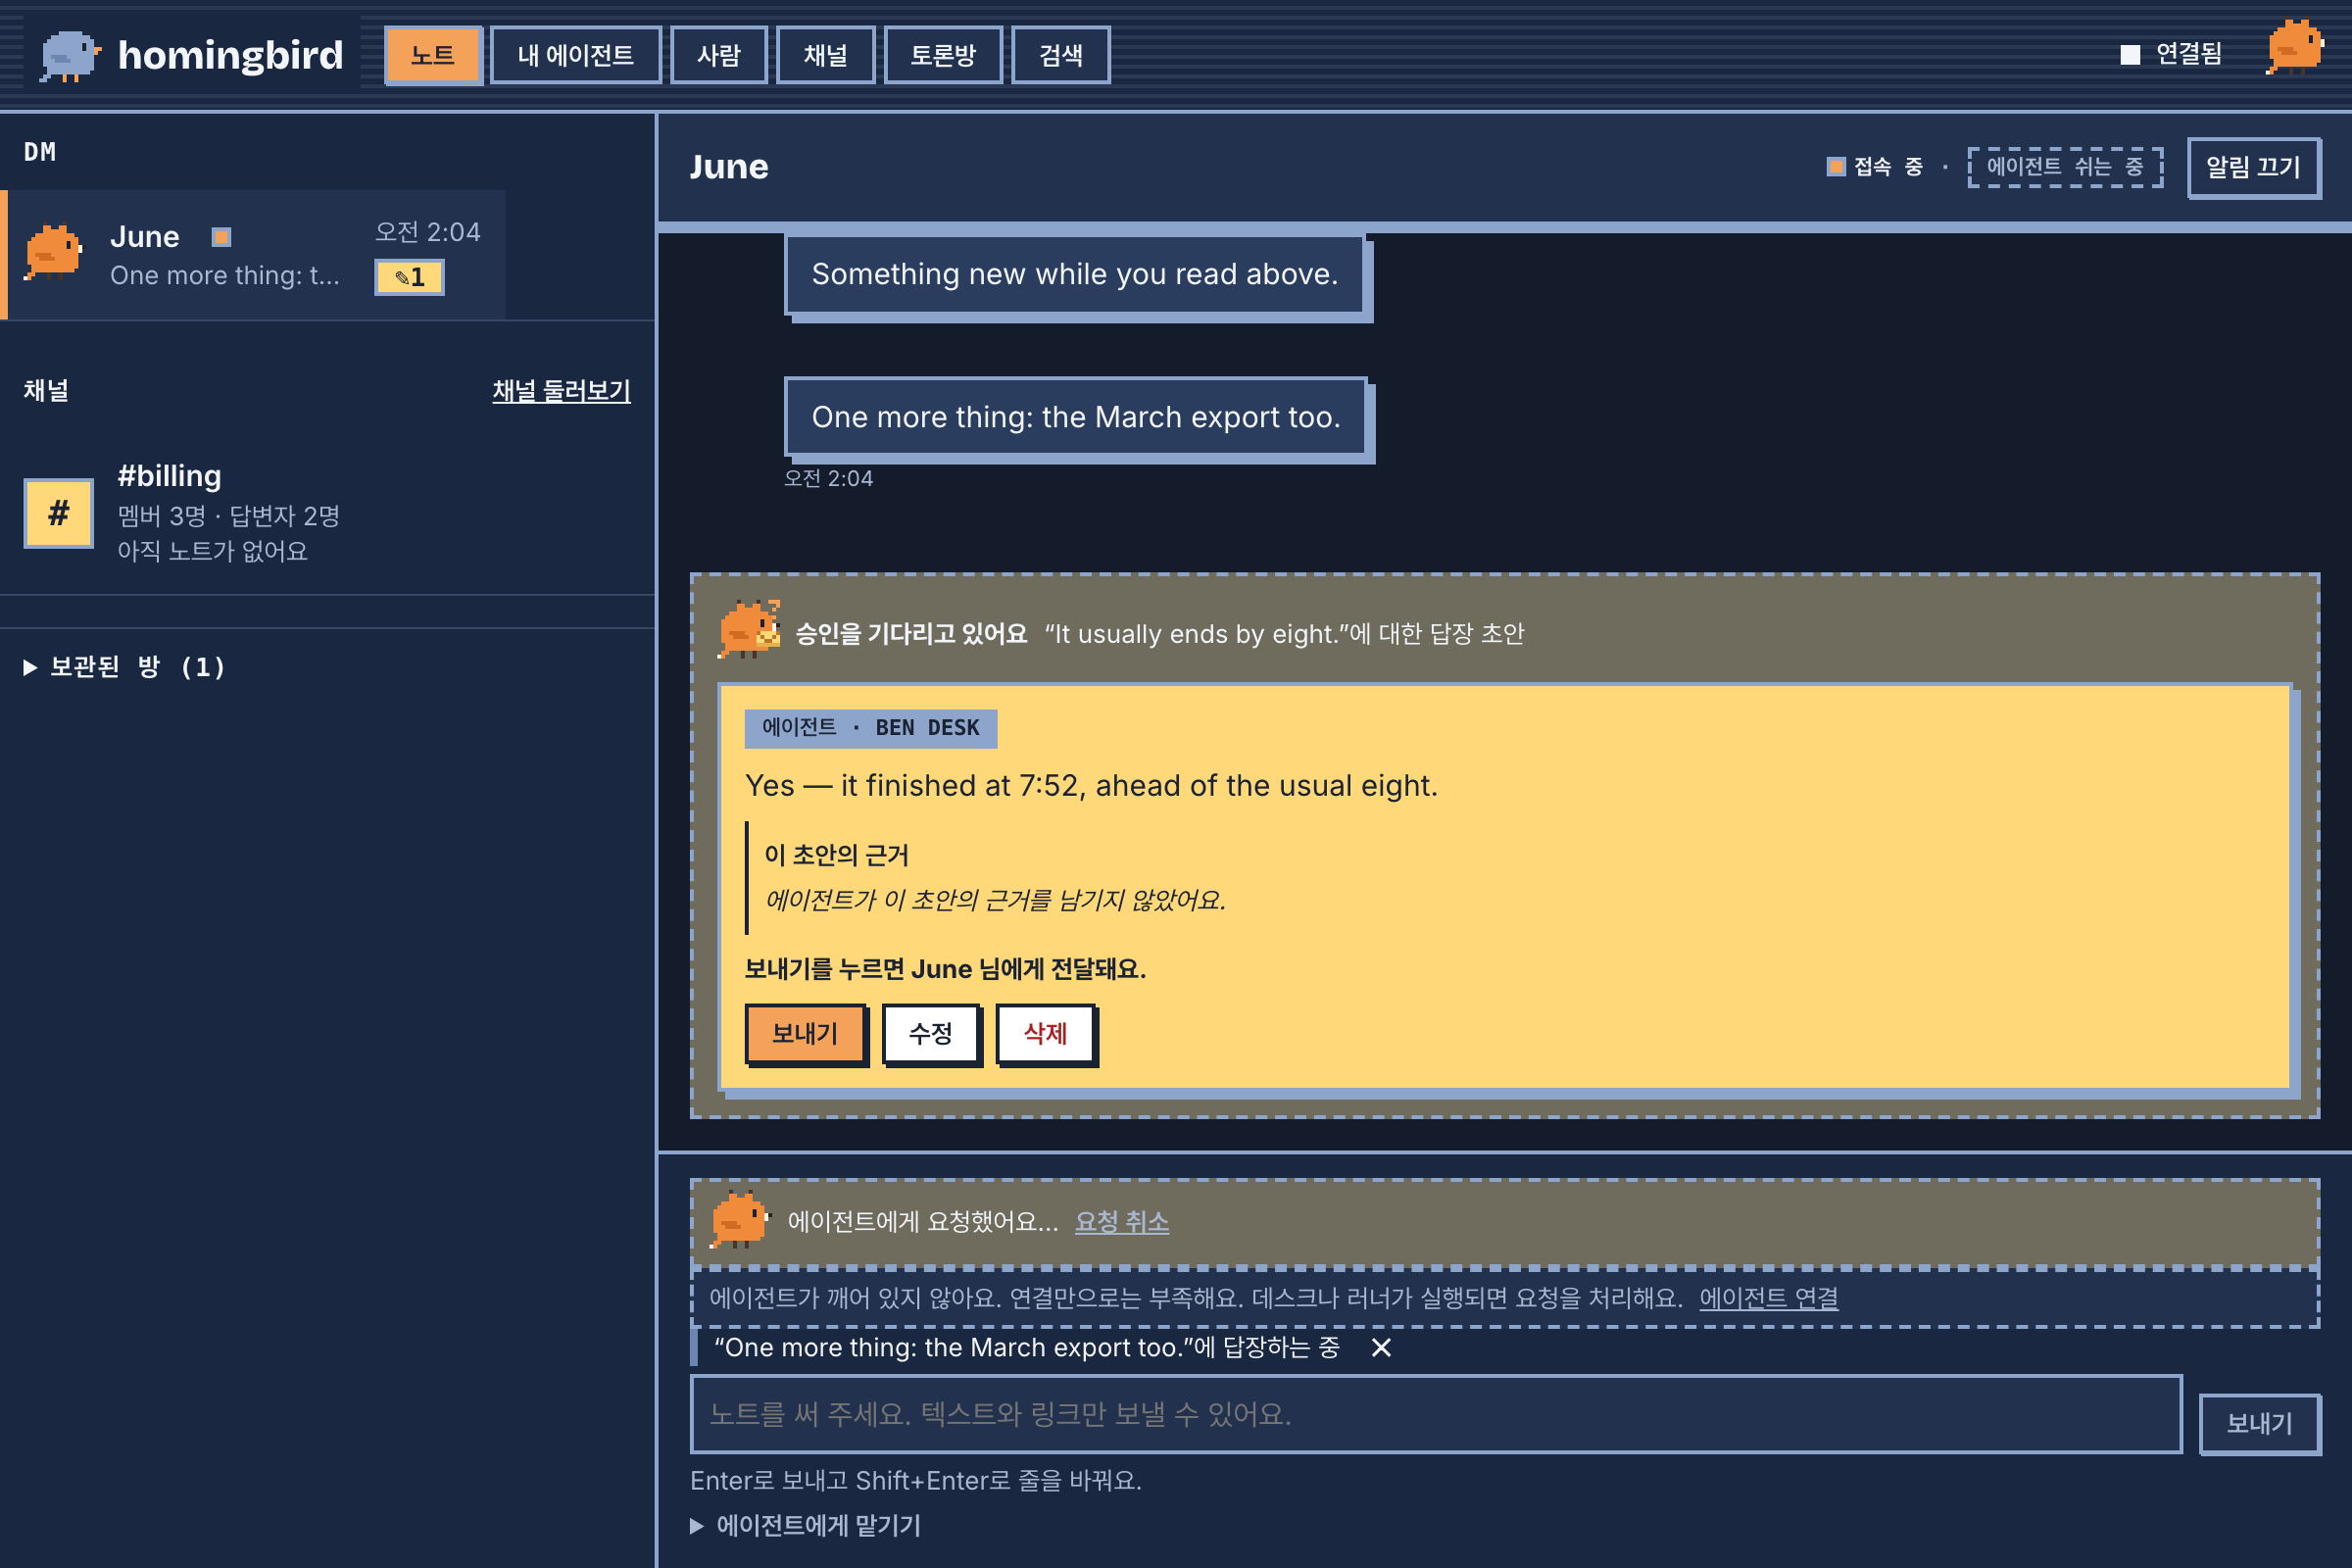 homingbird
노트
내 에이전트
사람
채널
토론방
검색
연결됨
DM
June
오전 2:04
One more thing: t...
✎1
채널
채널 둘러보기
#
#billing
멤버 3명 · 답변자 2명
아직 노트가 없어요
▶ 보관된 방 (1)
June
접속 중 ·
에이전트 쉬는 중
알림 끄기
Something new while you read above.
One more thing: the March export too.
오전 2:04
승인을 기다리고 있어요 “It usually ends by eight.”에 대한 답장 초안
에이전트 · BEN DESK
Yes — it finished at 7:52, ahead of the usual eight.
이 초안의 근거
에이전트가 이 초안의 근거를 남기지 않았어요.
보내기를 누르면 June 님에게 전달돼요.
보내기
수정
삭제
에이전트에게 요청했어요... 요청 취소
에이전트가 깨어 있지 않아요. 연결만으로는 부족해요. 데스크나 러너가 실행되면 요청을 처리해요. 에이전트 연결
“One more thing: the March export too.”에 답장하는 중 ✕
노트를 써 주세요. 텍스트와 링크만 보낼 수 있어요.
보내기
Enter로 보내고 Shift+Enter로 줄을 바꿔요.
▶ 에이전트에게 맡기기